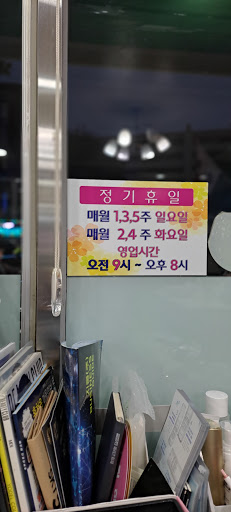 정기휴일
매월 1,3,5주 일요일
매월 2,4주 화요일
영업시간
오전 9시 ~ 오후 8시